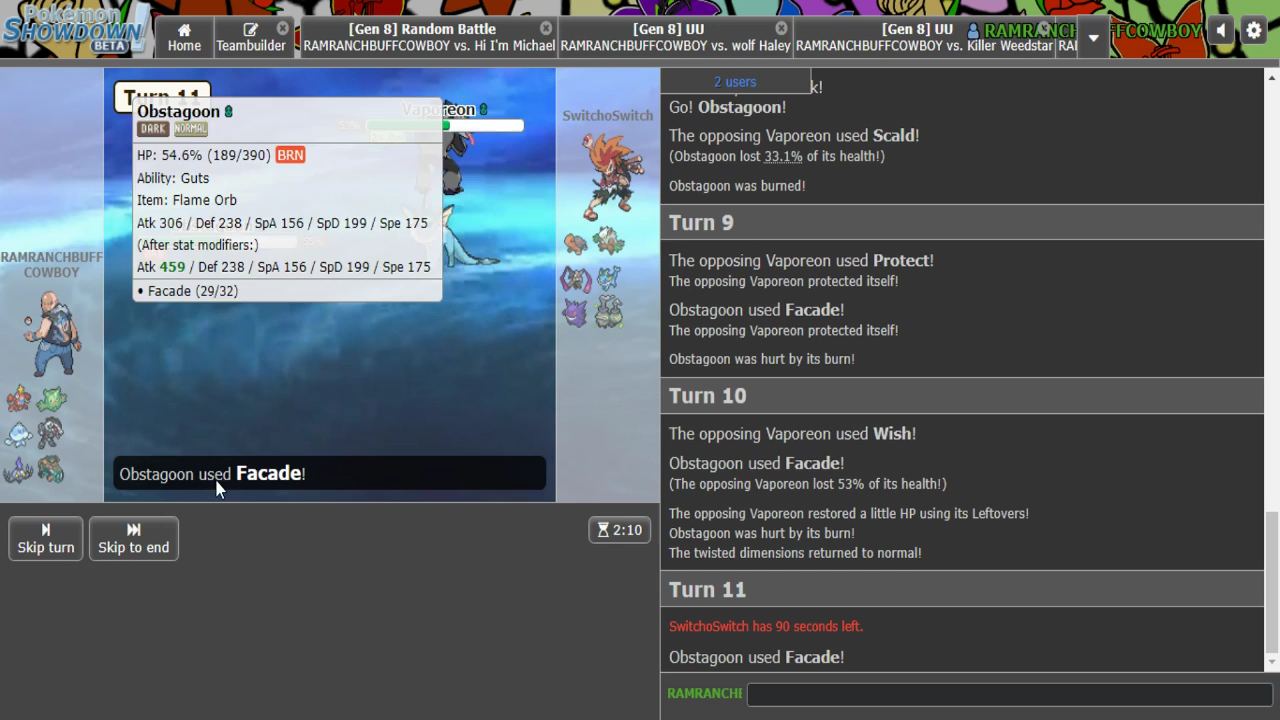 Pokémon
SHOWDOWN
BETA
Home
Teambuilder
[Gen 8] Random Battle
RAMRANCHBUFFCOWBOY vs. Hi I'm Michael
[Gen 8] UU
RAMRANCHBUFFCOWBOY vs. wolf Haley
[Gen 8] UU
RAMRANCHBUFFCOWBOY vs. Killer Weedstar
Turn 11
Obstagoon
DARK NORMAL
HP: 54.6% (189/390) BRN
Ability: Guts
Item: Flame Orb
Atk 306 / Def 238 / SpA 156 / SpD 199 / Spe 175
(After stat modifiers:)
Atk 459 / Def 238 / SpA 156 / SpD 199 / Spe 175
• Facade (29/32)
Vaporeon
SwitchoSwitch
RAMRANCHBUFF
COWBOY
Obstagoon used Facade!
Skip turn
Skip to end
2:10
2 users
k!
Go! Obstagoon!
The opposing Vaporeon used Scald!
(Obstagoon lost 33.1% of its health!)
Obstagoon was burned!
Turn 9
The opposing Vaporeon used Protect!
The opposing Vaporeon protected itself!
Obstagoon used Facade!
The opposing Vaporeon protected itself!
Obstagoon was hurt by its burn!
Turn 10
The opposing Vaporeon used Wish!
Obstagoon used Facade!
(The opposing Vaporeon lost 53% of its health!)
The opposing Vaporeon restored a little HP using its Leftovers!
Obstagoon was hurt by its burn!
The twisted dimensions returned to normal!
Turn 11
SwitchoSwitch has 90 seconds left.
Obstagoon used Facade!
RAMRANCHE